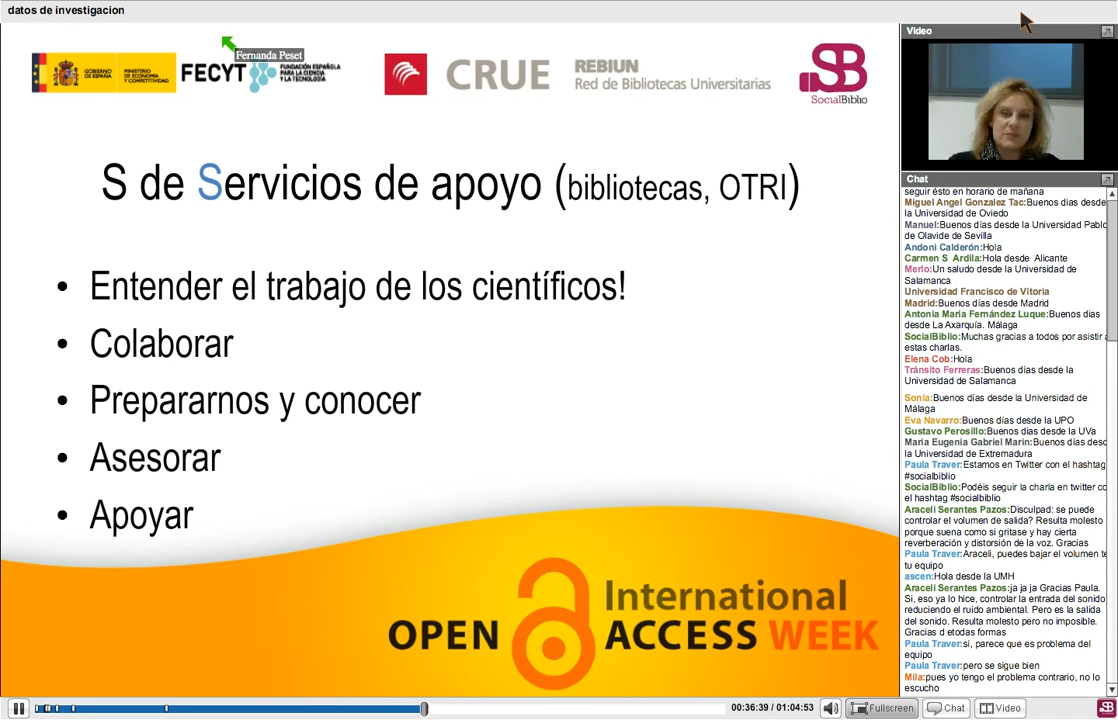 datos de investigacion
GOBIERNO
DE ESPAÑA
MINISTERIO
DE ECONOMÍA
Y COMPETITIVIDAD
Fernanda Peset
FECYT
FUNDACIÓN ESPAÑOLA
PARA LA CIENCIA
Y LA TECNOLOGÍA
CRUE
REBIUN
Red de Bibliotecas Universitarias
SB
SocialBiblio
S de Servicios de apoyo (bibliotecas, OTRI)
• Entender el trabajo de los científicos!
• Colaborar
• Prepararnos y conocer
• Asesorar
• Apoyar
International
OPEN ACCESS WEEK
Video
Chat
seguir ésto en horario de mañana
Miguel Angel Gonzalez Tac:Buenos dias desde
la Universidad de Oviedo
Manuel:Buenos días desde la Universidad Pablo
de Olavide de Sevilla
Andoni Calderón:Hola
Carmen S Ardila:Hola desde Alicante
Merlo:Un saludo desde la Universidad de
Salamanca
Universidad Francisco de Vitoria
Madrid:Buenos días desde Madrid
Antonia Maria Fernández Luque:Buenos dias
desde La Axarquía. Málaga
SocialBiblio:Muchas gracias a todos por asistir a
estas charlas.
Elena Cob:Hola
Tránsito Ferreras:Buenos días desde la
Universidad de Salamanca
Sonia:Buenos días desde la Universidad de
Málaga
Eva Navarro:Buenos días desde la UPO
Gustavo Perosillo:Buenos dias desde la UVa
Maria Eugenia Gabriel Marin:Buenos días desd
la Universidad de Extremadura
Paula Traver:Estamos en Twitter con el hashtag
#socialbiblio
SocialBiblio:Podéis seguir la charla en twitter co
el hashtag #socialbiblio
Araceli Serantes Pazos:Disculpad: se puede
controlar el volumen de salida? Resulta molesto
porque suena como si gritase y hay cierta
reverberación y distorsión de la voz. Gracias
Paula Traver:Araceli, puedes bajar el volumen t
tu equipo
ascen:Hola desde la UMH
Araceli Serantes Pazos:ja ja ja Gracias Paula.
Si, eso ya lo hice, controlar la entrada del sonido
reduciendo el ruido ambiental. Pero es la salida
del sonido. Resulta molesto pero no imposible.
Gracias d etodas formas
Paula Traver:si, parece que es problema del
equipo
Paula Traver:pero se sigue bien
Mila:pues yo tengo el problema contrario, no lo
escucho
00:36:39 / 01:04:53
Fullscreen
Chat
Video
SB